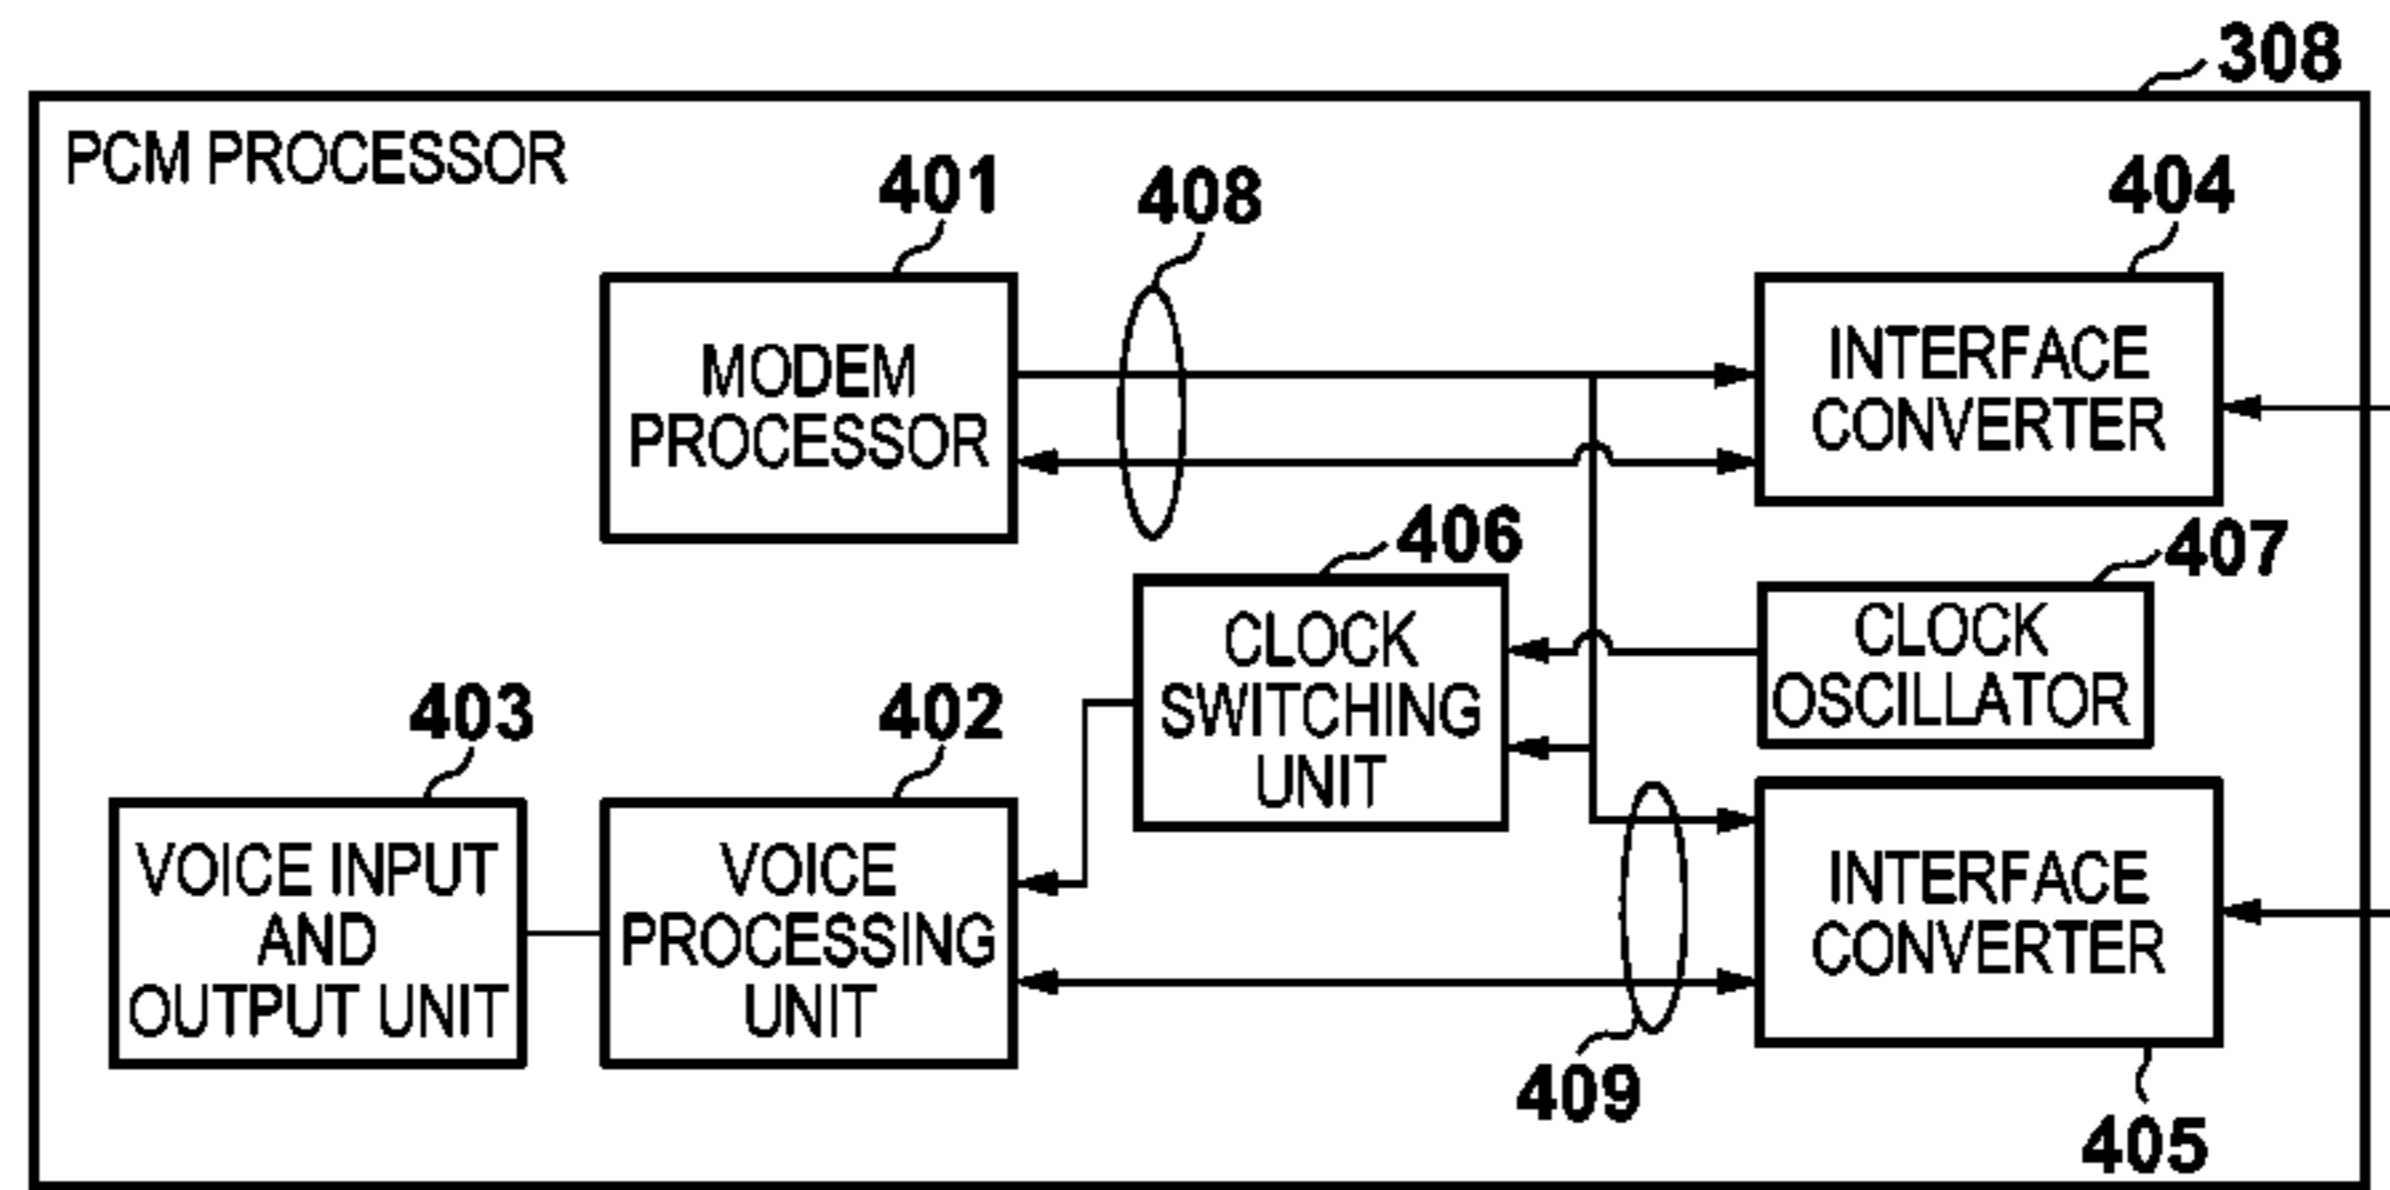 308
PCM PROCESSOR
401
408
404
MODEM
PROCESSOR
INTERFACE
CONVERTER
406
407
CLOCK
SWITCHING
UNIT
CLOCK
OSCILLATOR
403
402
VOICE INPUT
AND
OUTPUT UNIT
VOICE
PROCESSING
UNIT
INTERFACE
CONVERTER
409
405